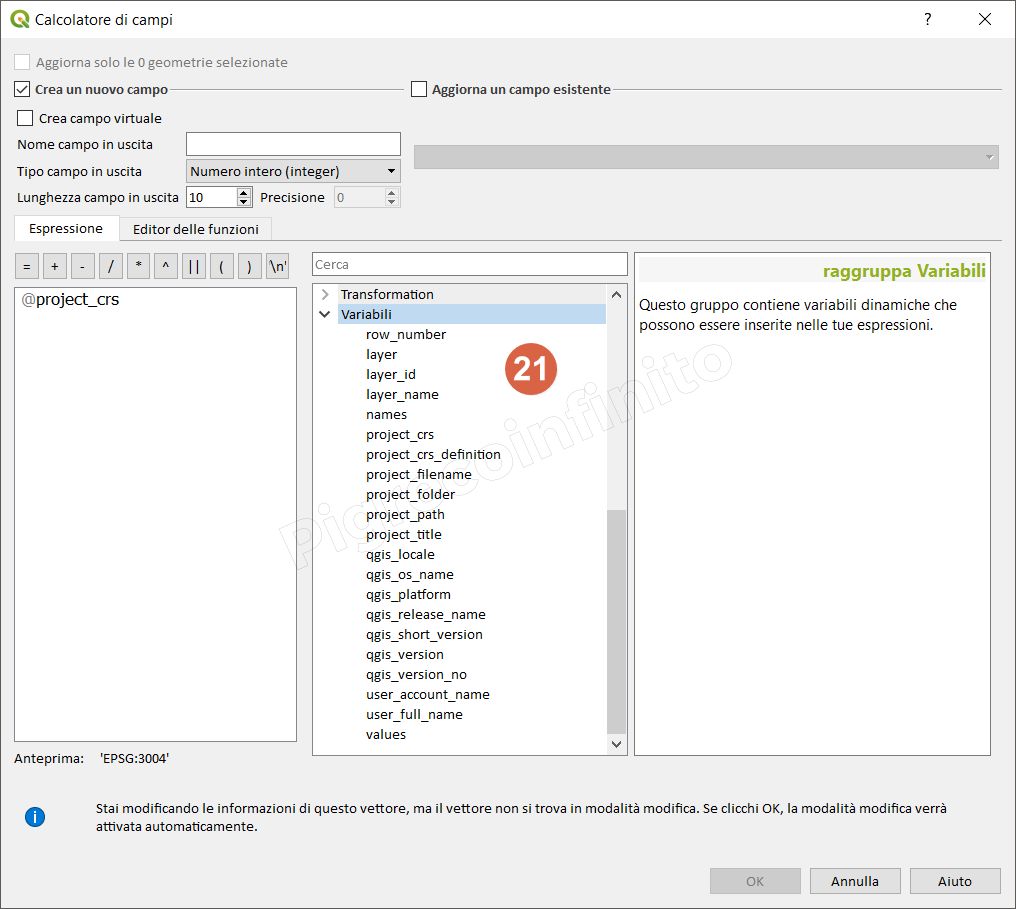 Calcolatore di campi
?
Aggiorna solo le 0 geometrie selezionate
Crea un nuovo campo
Aggiorna un campo esistente
Crea campo virtuale
Nome campo in uscita
Tipo campo in uscita Numero intero (integer)
Lunghezza campo in uscita 10 Precisione 0
Espressione Editor delle funzioni
= + - / * ^ || ( ) \n'
@project_crs
Cerca
Transformation
Variabili
row_number
layer
layer_id
layer_name
names
project_crs
project_crs_definition
project_filename
project_folder
project_path
project_title
qgis_locale
qgis_os_name
qgis_platform
qgis_release_name
qgis_short_version
qgis_version
qgis_version_no
user_account_name
user_full_name
values
21
raggruppa Variabili
Questo gruppo contiene variabili dinamiche che
possono essere inserite nelle tue espressioni.
Pigrecoinfinito
Anteprima: 'EPSG:3004'
Stai modificando le informazioni di questo vettore, ma il vettore non si trova in modalità modifica. Se clicchi OK, la modalità modifica verrà
attivata automaticamente.
OK Annulla Aiuto